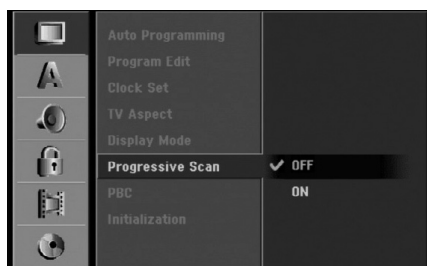 Auto Programming
Program Edit
A
Clock Set
TV Aspect
Display Mode
Progressive Scan
✔ OFF
PBC
ON
Initialization